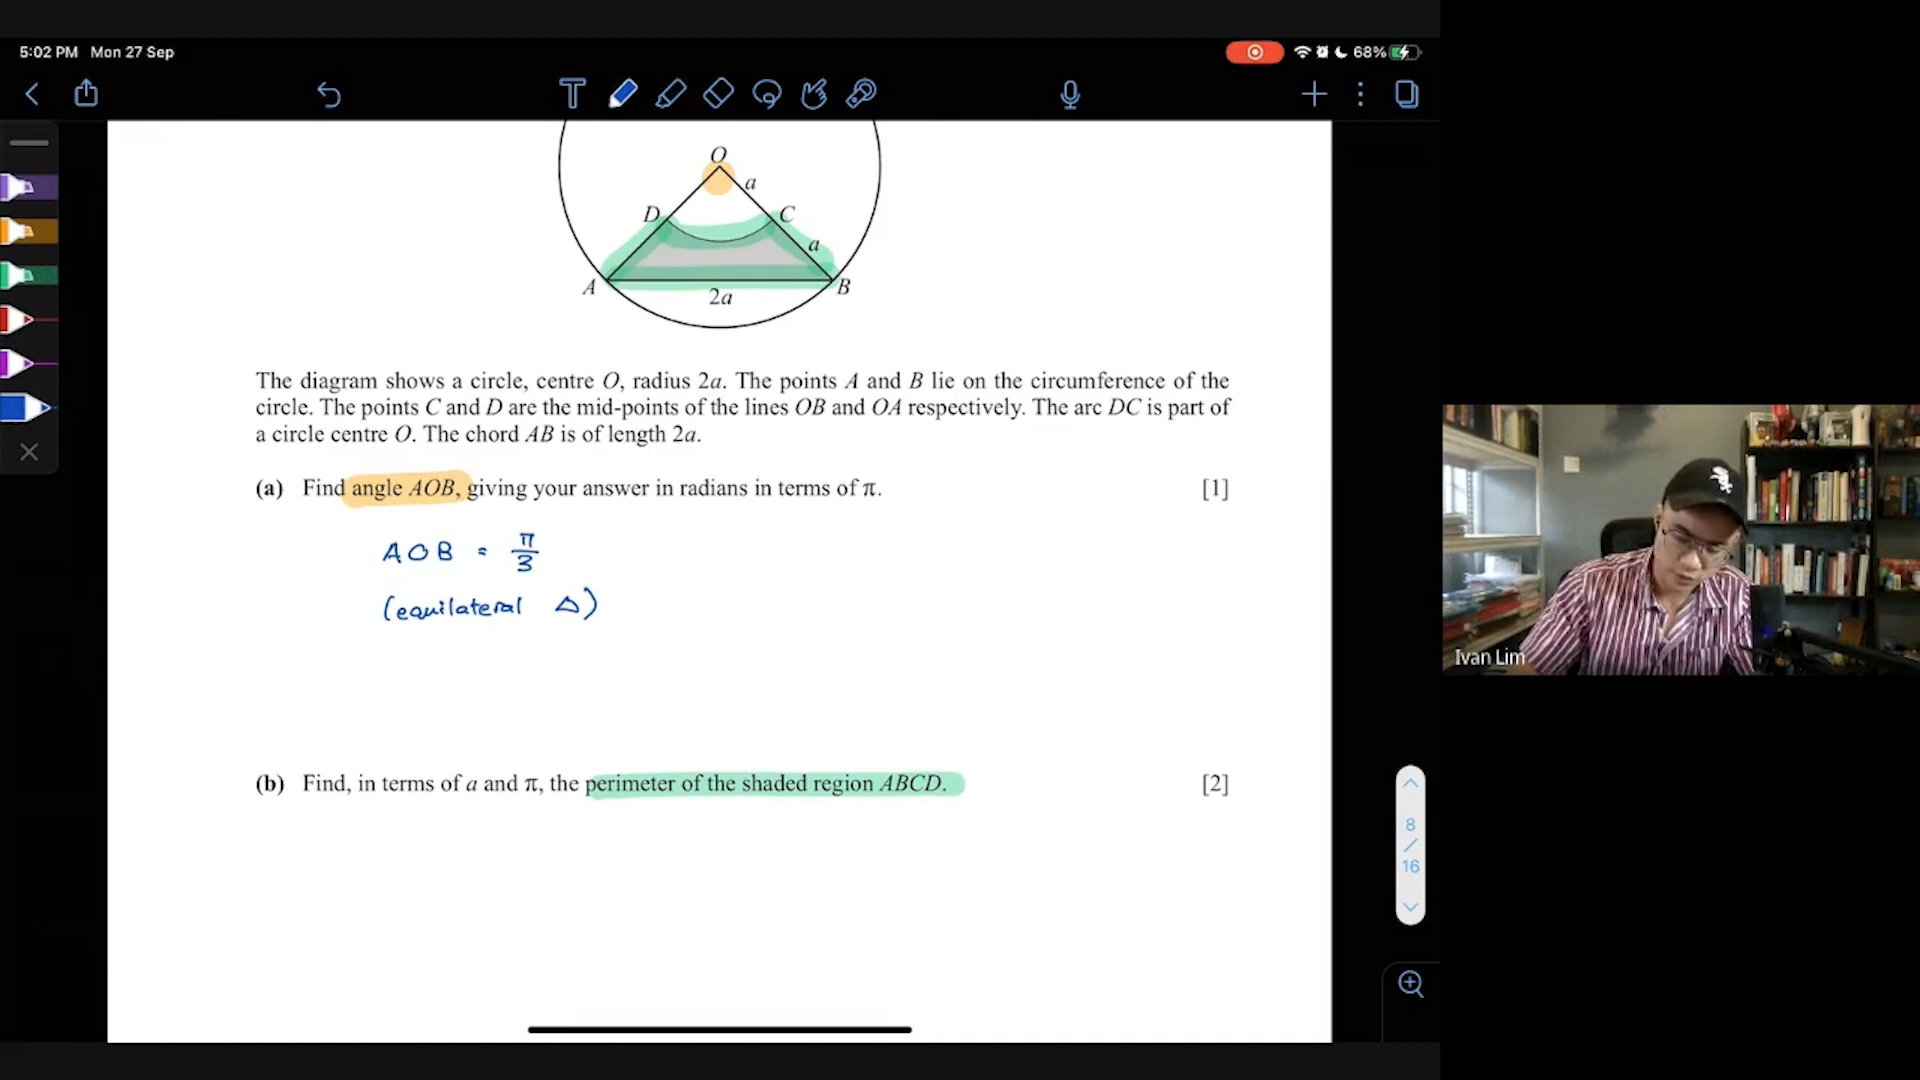 5:02 PM Mon 27 Sep
68%
T
O
a
D
C
a
A
B
2a
The diagram shows a circle, centre O, radius 2a. The points A and B lie on the circumference of the
circle. The points C and D are the mid-points of the lines OB and OA respectively. The arc DC is part of
a circle centre O. The chord AB is of length 2a.
(a) Find angle AOB, giving your answer in radians in terms of π. [1]
AOB = π/3
(equilateral △)
(b) Find, in terms of a and π, the perimeter of the shaded region ABCD. [2]
8
/
16
Ivan Lim